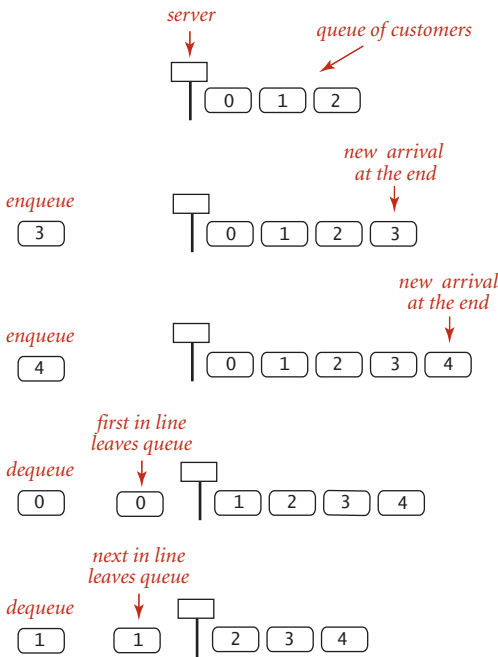 server
queue of customers
0 1 2
new arrival
at the end
enqueue
3 0 1 2 3
new arrival
at the end
enqueue
4 0 1 2 3 4
first in line
leaves queue
dequeue
0 0 1 2 3 4
next in line
leaves queue
dequeue
1 1 2 3 4